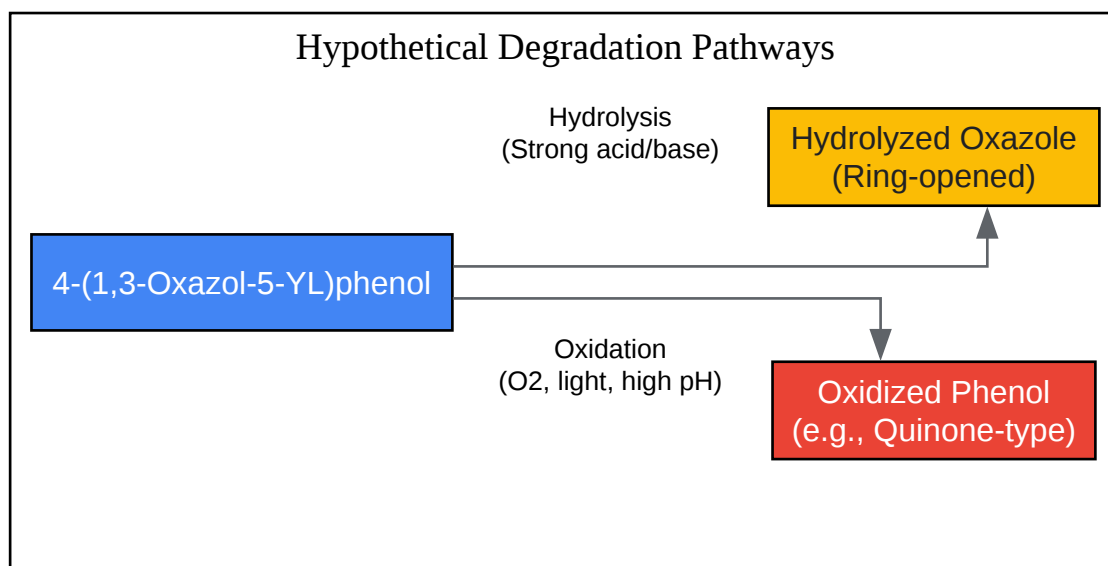 Hypothetical Degradation Pathways
Hydrolysis
(Strong acid/base)
Hydrolyzed Oxazole
(Ring-opened)
4-(1,3-Oxazol-5-YL)phenol
Oxidation
(O2, light, high pH)
Oxidized Phenol
(e.g., Quinone-type)